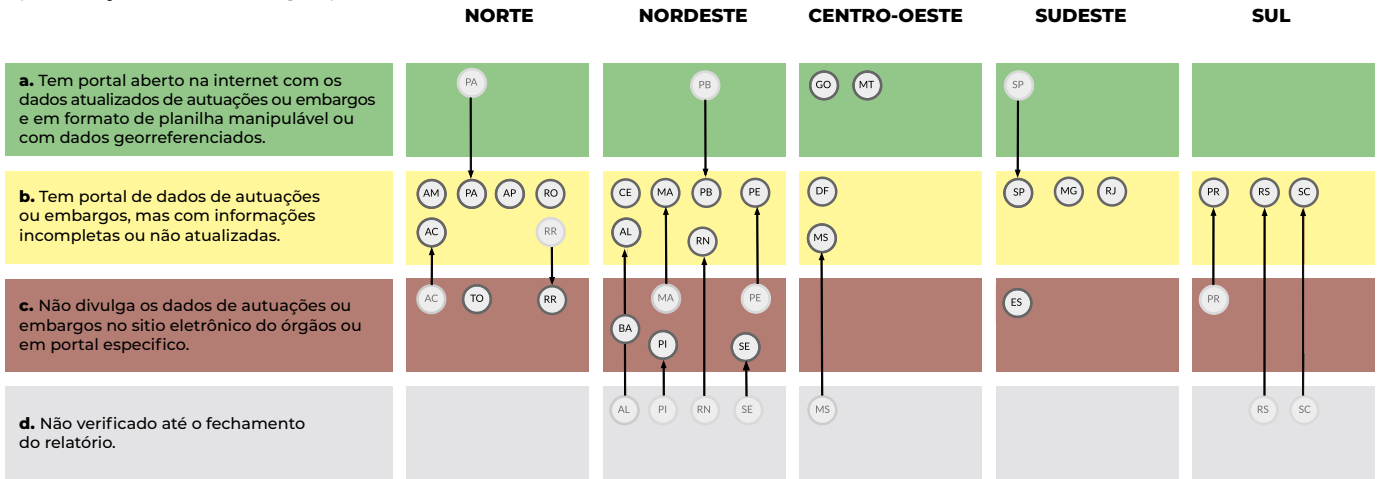 NORTE NORDESTE CENTRO-OESTE SUDESTE SUL
a. Tem portal aberto na internet com os
dados atualizados de autuações ou embargos
e em formato de planilha manipulável ou
com dados georreferenciados.
PA PB GO MT SP
b. Tem portal de dados de autuações
ou embargos, mas com informações
incompletas ou não atualizadas.
AM PA AP RO CE MA PB PE DF SP MG RJ PR RS SC
AC RR AL RN MS
c. Não divulga os dados de autuações ou
embargos no sitio eletrônico do órgãos ou
em portal especifico.
AC TO RR MA PE ES PR
BA PI SE
d. Não verificado até o fechamento
do relatório.
AL PI RN SE MS RS SC